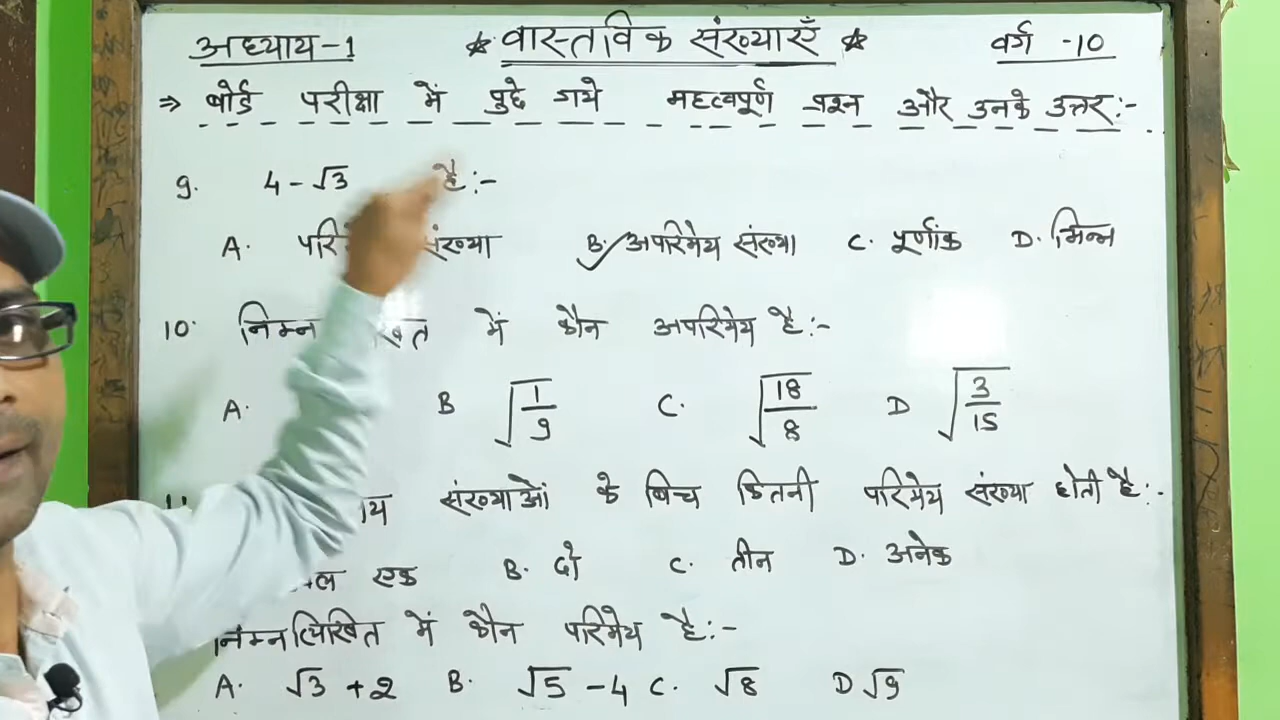 अध्याय-1 ☆ वास्तविक संख्याएँ ☆ वर्ग -10
⇒ बोर्ड परीक्षा में पुछे गये महत्वपूर्ण प्रश्न और उनके उत्तर:-
9. 4-√3 है:-
A. संख्या B. ✓ अपरिमेय संख्या C. पूर्णांक D. भिन्न
10. निम्न में कौन अपरिमेय है:-
A. B √(1/9) C. √(18/8) D √(3/15)
संख्याओं के बिच कितनी परिमेय संख्या होती है:-
एक B. दो C. तीन D. अनेक
निम्नलिखित में कौन परिमेय है:-
A. √3 +2 B. √5 -4 C. √8 D √9